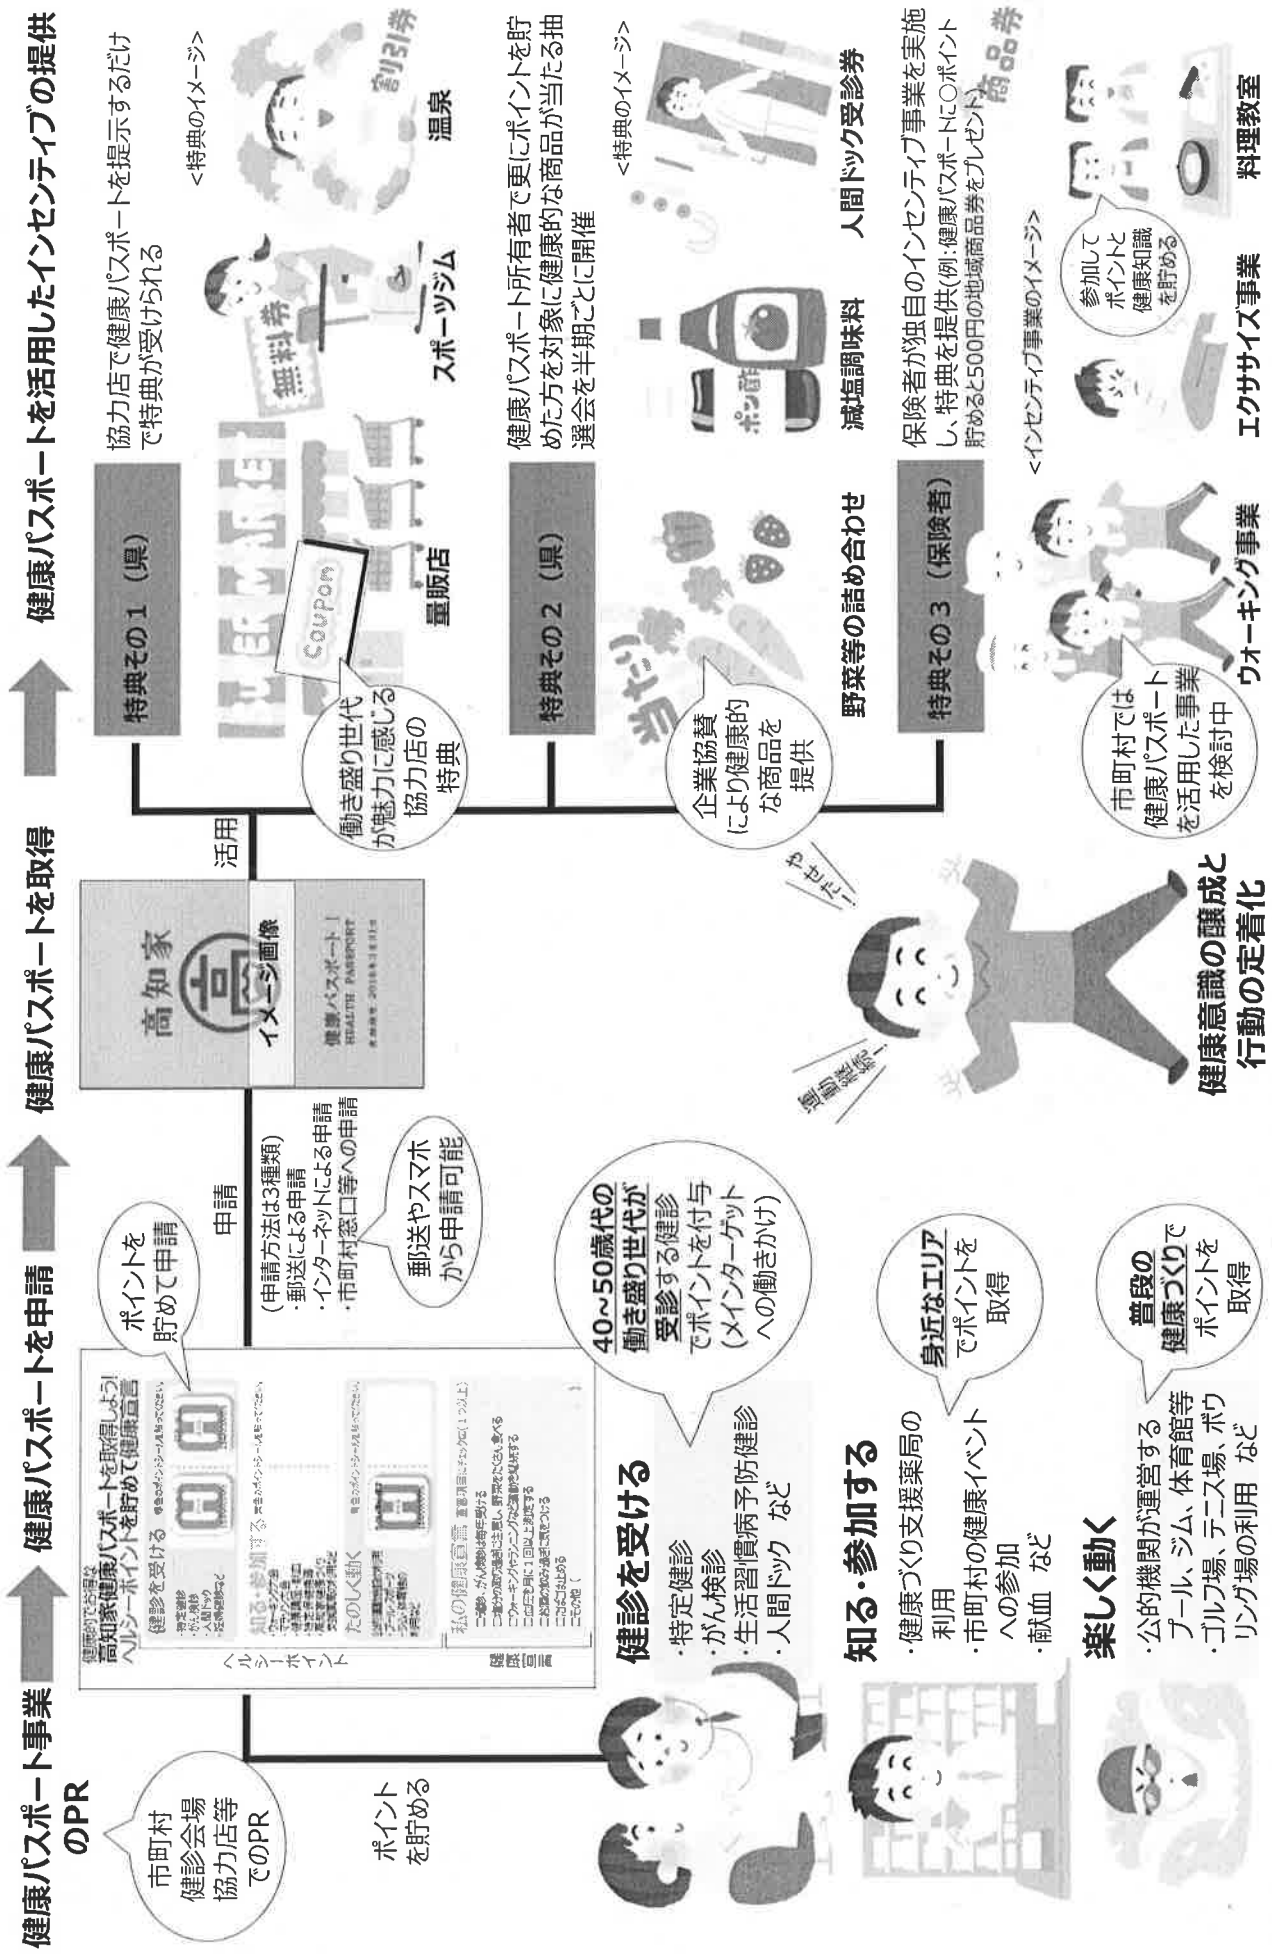 健康パスポート事業
のPR
健康パスポートを申請
健康パスポートを取得
健康パスポートを活用したインセンティブの提供
市町村
健診会場
協力店等
でのPR
ポイント
を貯める
健康的でお得な
高知家健康パスポートを取得しよう!
ヘルシーポイントを貯めて健康宣言
ヘルシーポイント
健診を受ける
・特定健診
・がん検診
・人間ドック
知る・参加する
たのしく動く
健康宣言
私の健康宣言
ポイントを
貯めて申請
申請
(申請方法は3種類)
・郵送による申請
・インターネットによる申請
・市町村窓口等への申請
郵送やスマホ
から申請可能
高知家
イメージ画像
健康パスポートⅠ
HEALTH PASSPORT
活用
健診を受ける
・特定健診
・がん検診
・生活習慣病予防健診
・人間ドック など
40~50歳代の
働き盛り世代が
受診する健診
でポイントを付与
(メインターゲット
への働きかけ)
知る・参加する
・健康づくり支援薬局の
利用
・市町村の健康イベント
への参加
・献血 など
身近なエリア
でポイントを
取得
楽しく動く
・公的機関が運営する
プール、ジム、体育館等
・ゴルフ場、テニス場、ボウ
リング場の利用 など
普段の
健康づくりで
ポイントを
取得
運動継続!
やせた!
健康意識の醸成と
行動の定着化
特典その1(県)
協力店で健康パスポートを提示するだけ
で特典が受けられる
<特典のイメージ>
COUPON
無料券
割引券
働き盛り世代
が魅力に感じる
協力店の
特典
量販店
スポーツジム
温泉
特典その2(県)
健康パスポート所有者で更にポイントを貯
めた方を対象に健康的な商品が当たる抽
選会を半期ごとに開催
<特典のイメージ>
当たり
ポン酢
企業協賛
により健康的
な商品を
提供
野菜等の詰め合わせ
減塩調味料
人間ドック受診券
特典その3(保険者)
保険者が独自のインセンティブ事業を実施
し、特典を提供(例:健康パスポートに○ポイント
貯めると500円の地域商品券をプレゼント)
商品券
<インセンティブ事業のイメージ>
市町村では
健康パスポート
を活用した事業
を検討中
参加して
ポイントと
健康知識
を貯める
ウォーキング事業
エクササイズ事業
料理教室